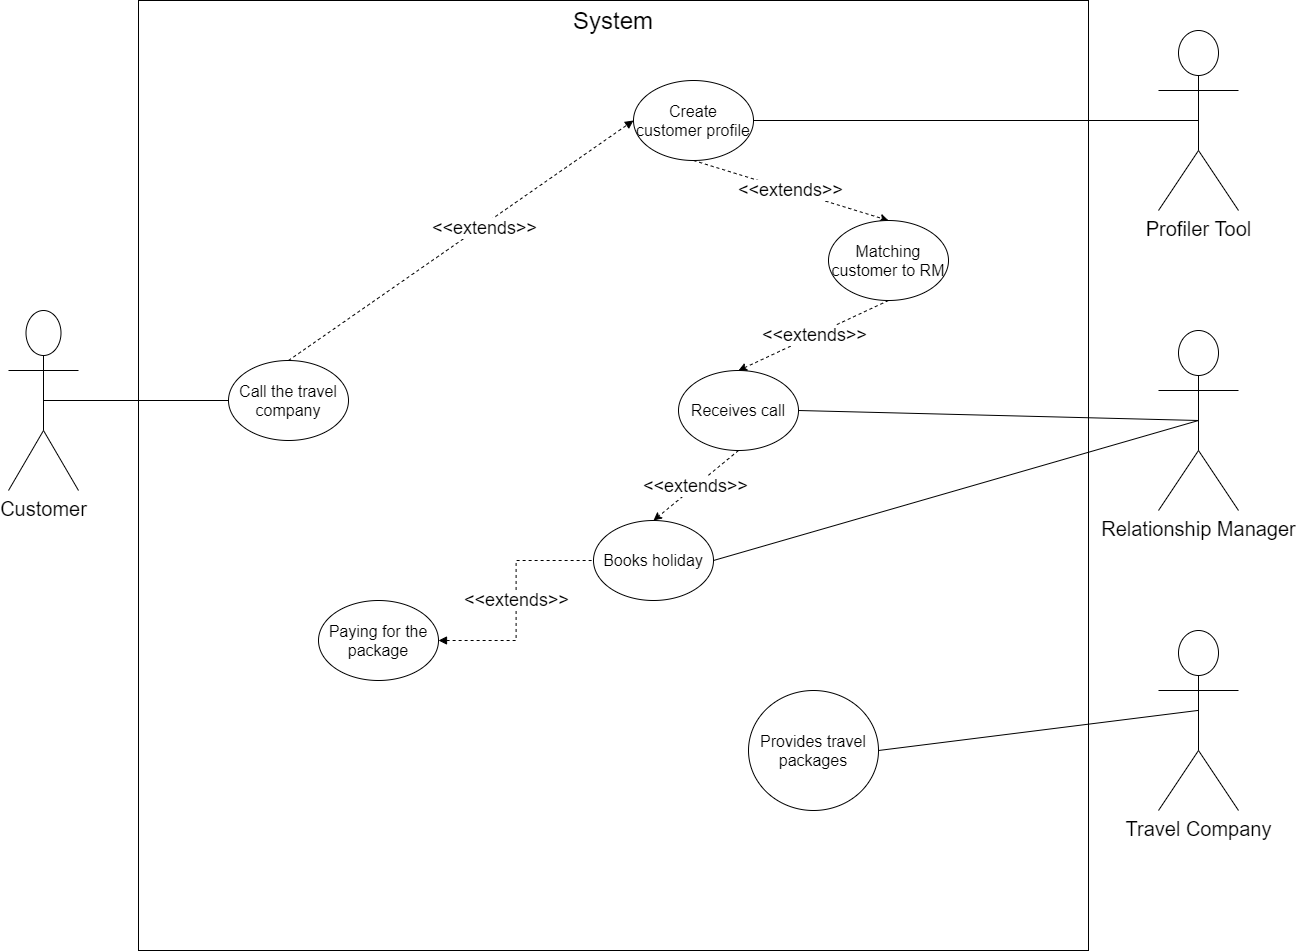 System
Create
customer profile
<<extends>>
Profiler Tool
<<extends>>
Matching
customer to RM
<<extends>>
Call the travel
company
Receives call
Customer
<<extends>>
Relationship Manager
Books holiday
<<extends>>
Paying for the
package
Provides travel
packages
Travel Company